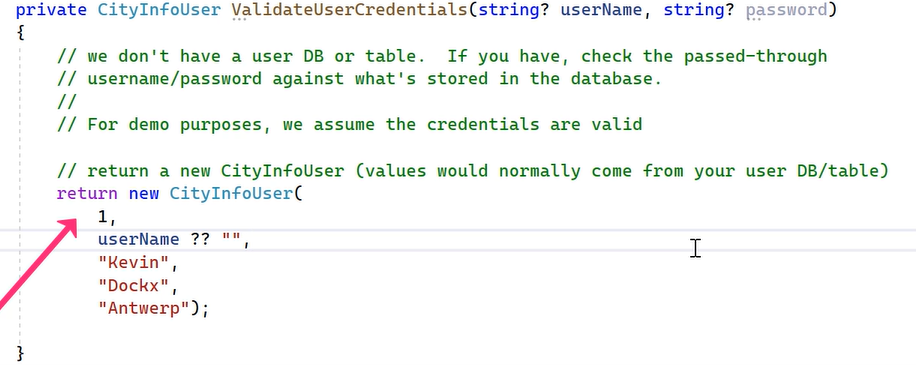 private CityInfoUser ValidateUserCredentials(string? userName, string? password)
{
// we don't have a user DB or table.  If you have, check the passed-through
// username/password against what's stored in the database.
//
// For demo purposes, we assume the credentials are valid
// return a new CityInfoUser (values would normally come from your user DB/table)
return new CityInfoUser(
1,
userName ?? "",
"Kevin",
"Dockx",
"Antwerp");
}